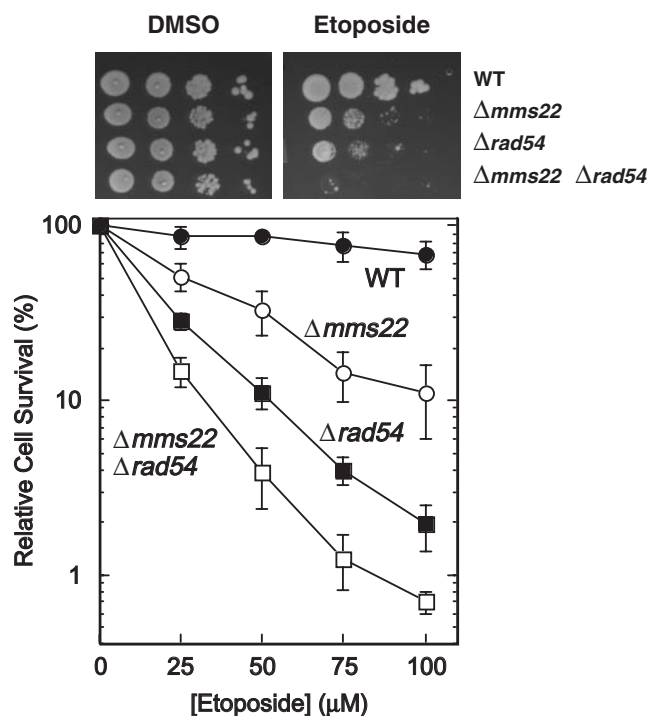 DMSO Etoposide
WT
Δmms22
Δrad54
Δmms22 Δrad54
100
WT
Δmms22
10
Δrad54
Δmms22
Δrad54
1
Relative Cell Survival (%)
0 25 50 75 100
[Etoposide] (μM)